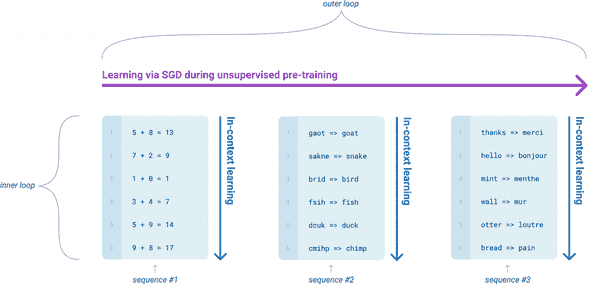 outer loop
Learning via SGD during unsupervised pre-training
inner loop
1 5 + 8 = 13
2 7 + 2 = 9
3 1 + 0 = 1
4 3 + 4 = 7
5 5 + 9 = 14
6 9 + 8 = 17
In-context learning
sequence #1
1 gaot => goat
2 sakne => snake
3 brid => bird
4 fsih => fish
5 dcuk => duck
6 cmihp => chimp
In-context learning
sequence #2
1 thanks => merci
2 hello => bonjour
3 mint => menthe
4 wall => mur
5 otter => loutre
6 bread => pain
In-context learning
sequence #3